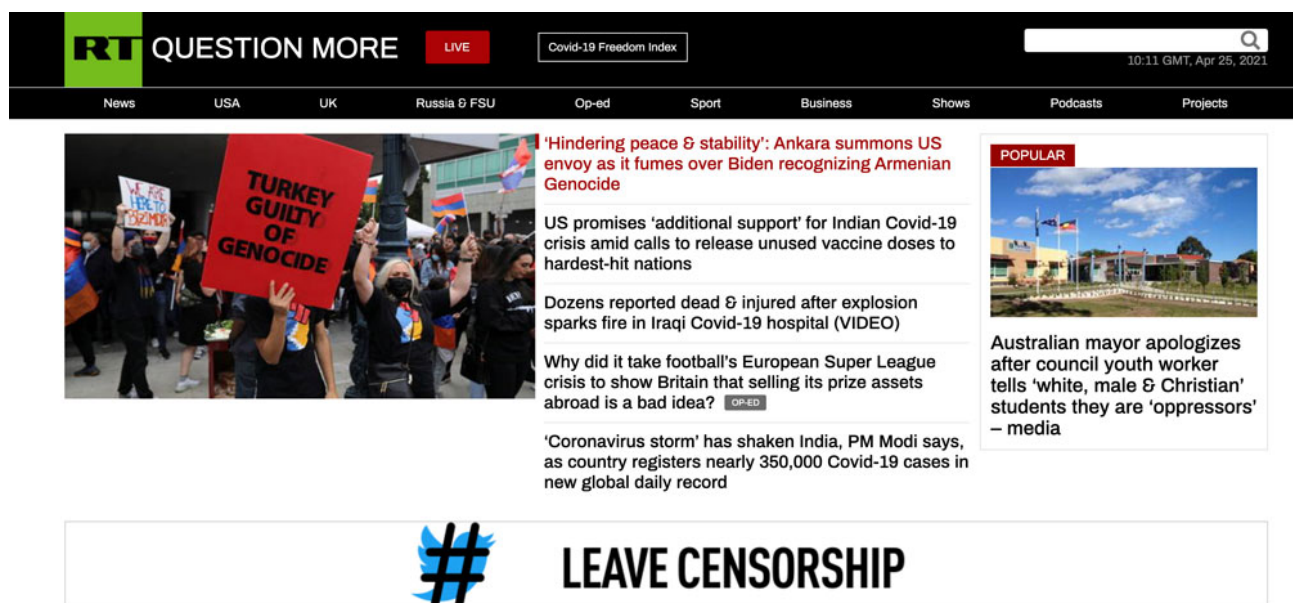 RT QUESTION MORE
LIVE
Covid-19 Freedom Index
10:11 GMT, Apr 25, 2021
News USA UK Russia & FSU Op-ed Sport Business Shows Podcasts Projects
WE ARE
HERE TO
TURKEY
GUILTY
OF
GENOCIDE
'Hindering peace & stability': Ankara summons US
envoy as it fumes over Biden recognizing Armenian
Genocide
US promises 'additional support' for Indian Covid-19
crisis amid calls to release unused vaccine doses to
hardest-hit nations
Dozens reported dead & injured after explosion
sparks fire in Iraqi Covid-19 hospital (VIDEO)
Why did it take football's European Super League
crisis to show Britain that selling its prize assets
abroad is a bad idea? OP-ED
'Coronavirus storm' has shaken India, PM Modi says,
as country registers nearly 350,000 Covid-19 cases in
new global daily record
POPULAR
Australian mayor apologizes
after council youth worker
tells 'white, male & Christian'
students they are 'oppressors'
– media
# LEAVE CENSORSHIP